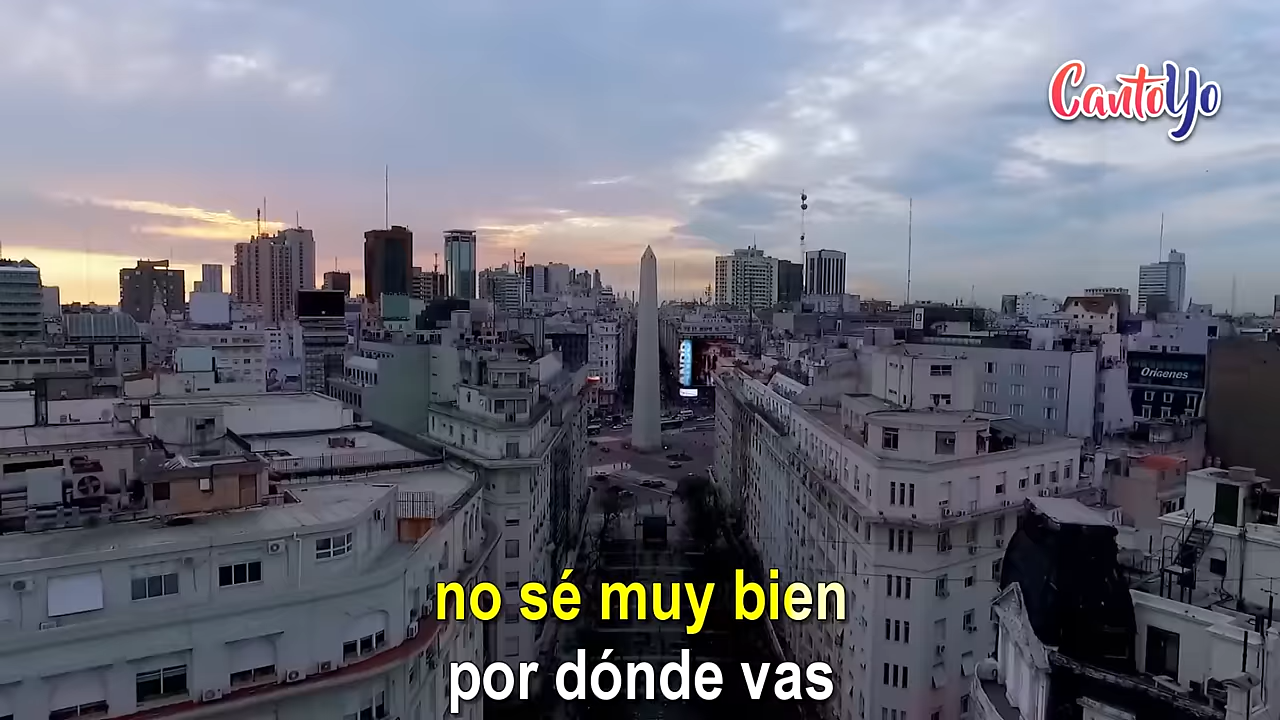 CantoYo
Orígenes
no sé muy bien
por dónde vas